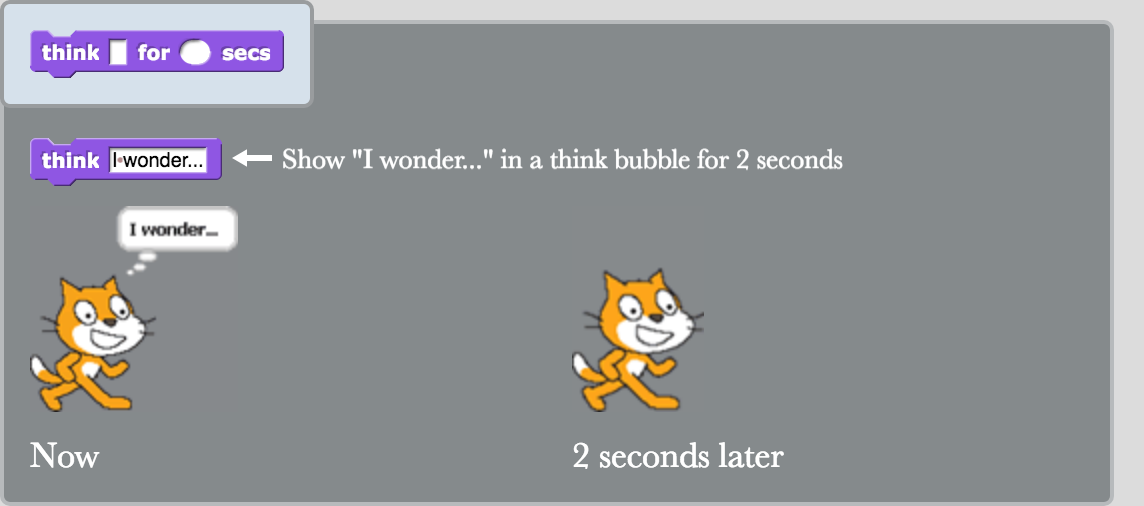 think for secs
think I wonder... Show "I wonder..." in a think bubble for 2 seconds
I wonder...
Now 2 seconds later